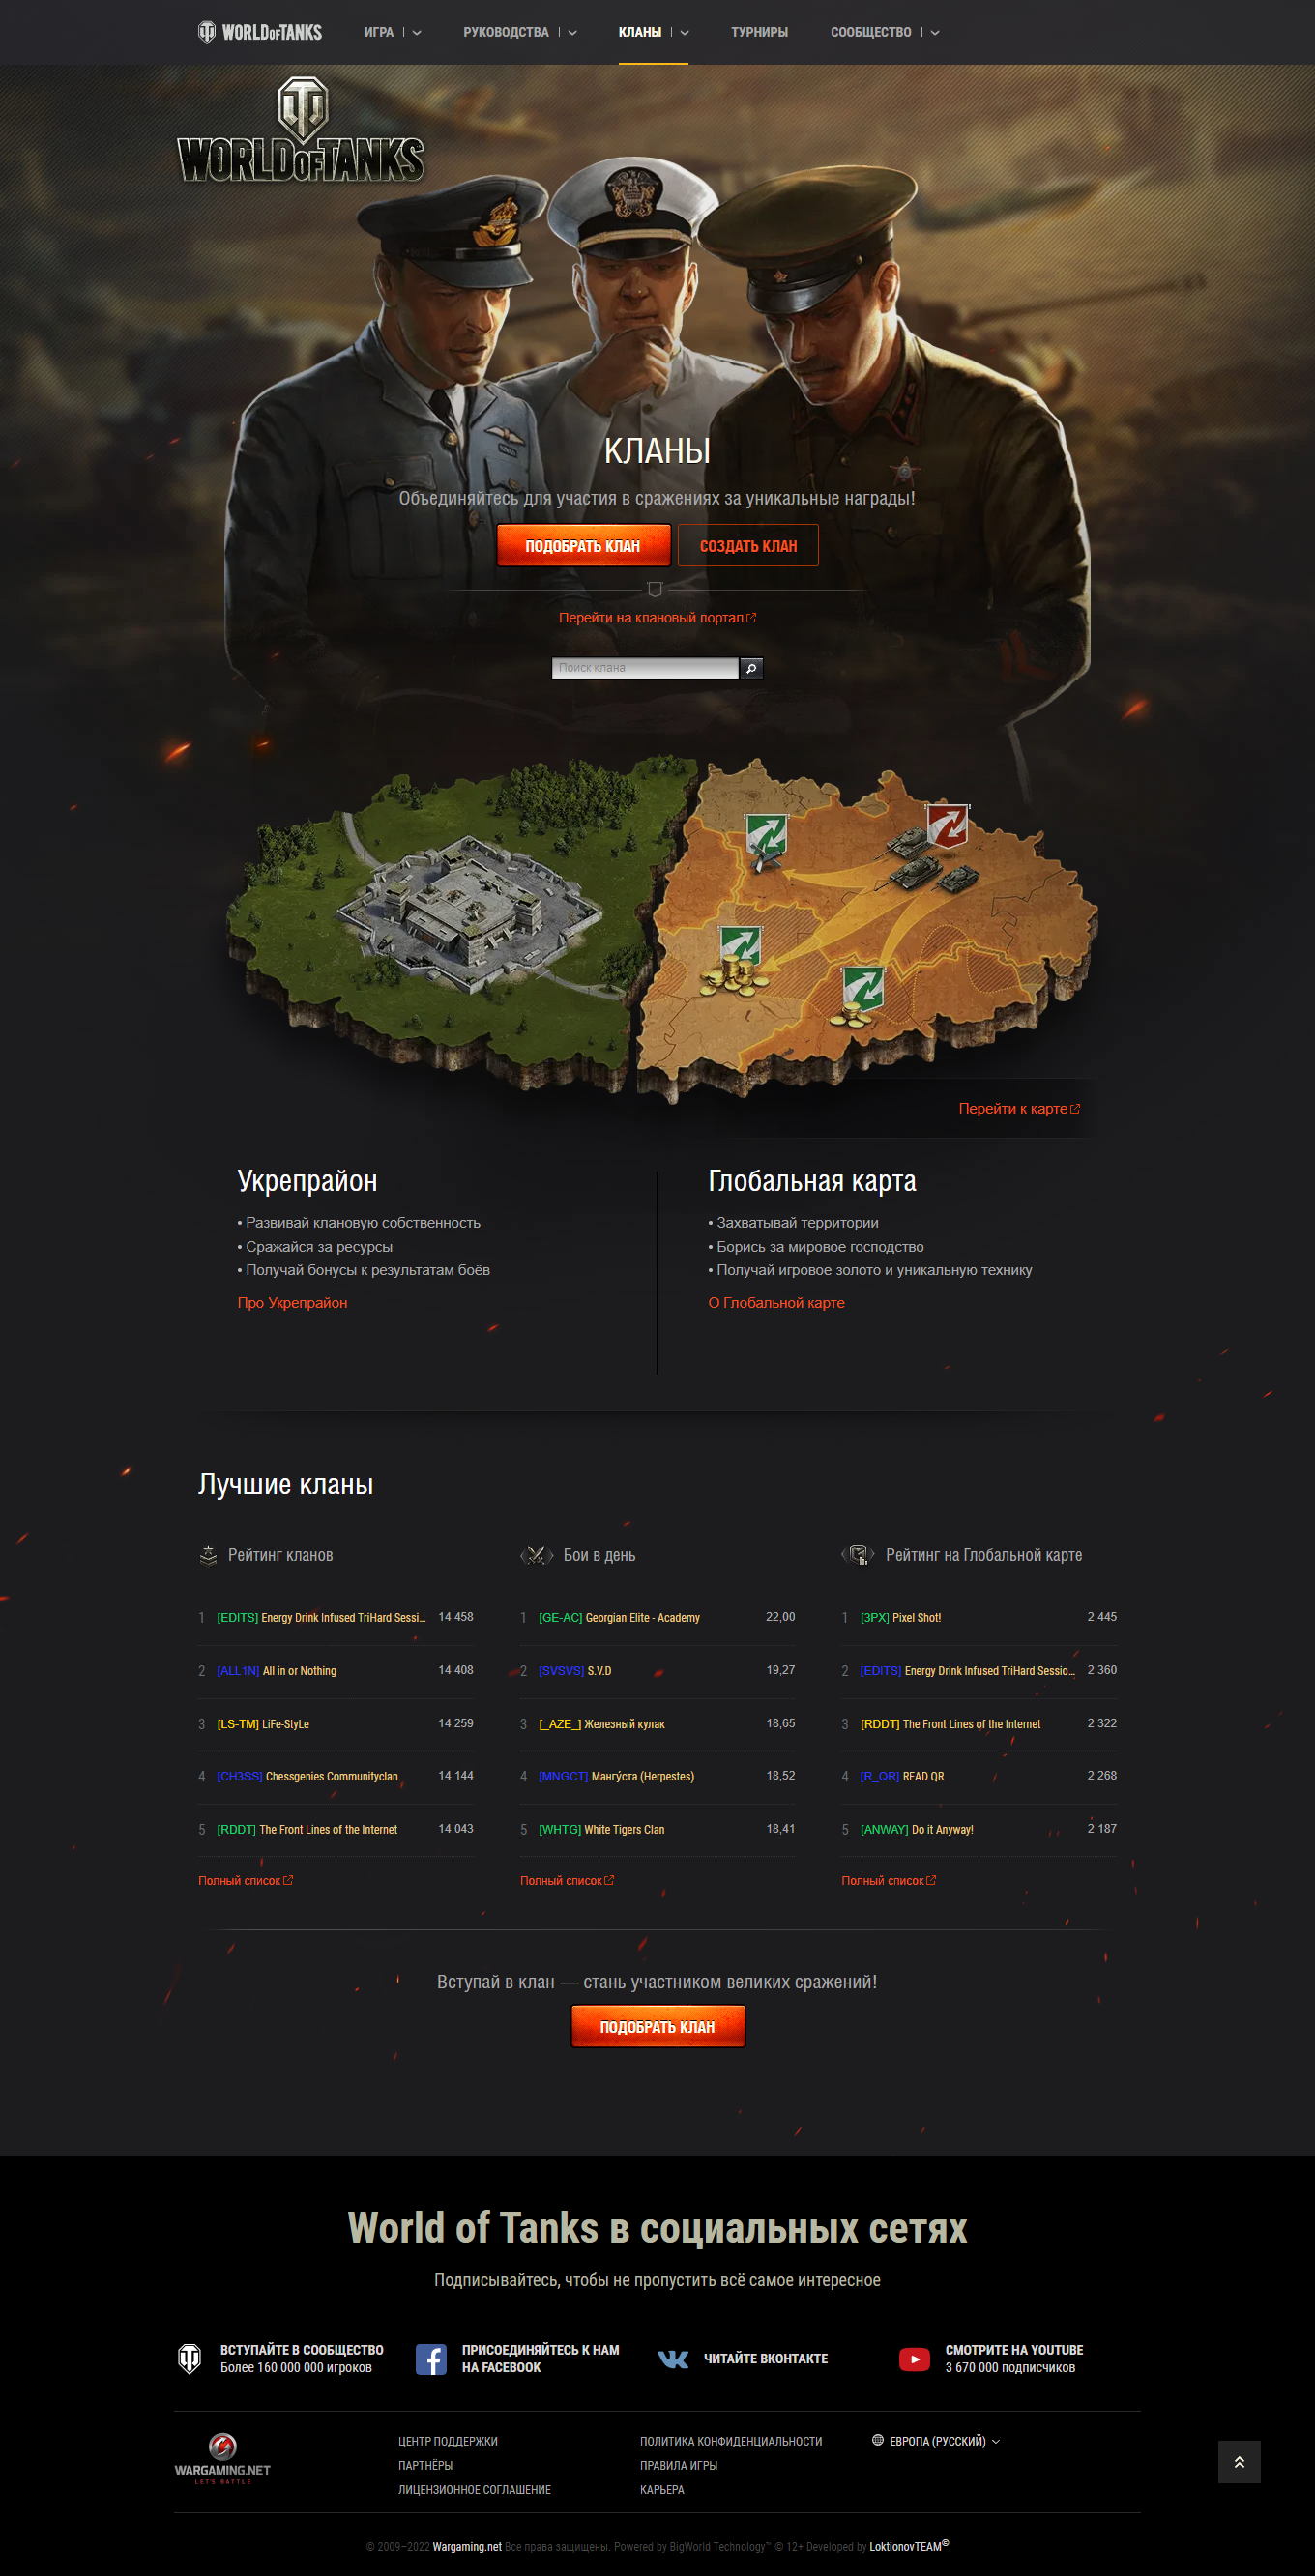 WORLD OF TANKS
ИГРА
РУКОВОДСТВА
КЛАНЫ
ТУРНИРЫ
СООБЩЕСТВО
WORLD OF TANKS
КЛАНЫ
Объединяйтесь для участия в сражениях за уникальные награды!
ПОДОБРАТЬ КЛАН
СОЗДАТЬ КЛАН
Перейти на клановый портал
Поиск клана
Перейти к карте
Укрепрайон
• Развивай клановую собственность
• Сражайся за ресурсы
• Получай бонусы к результатам боёв
Про Укрепрайон
Глобальная карта
• Захватывай территории
• Борись за мировое господство
• Получай игровое золото и уникальную технику
О Глобальной карте
Лучшие кланы
Рейтинг кланов
1 [EDITS] Energy Drink Infused TriHard Sessi... 14 458
2 [ALL1N] All in or Nothing 14 408
3 [LS-TM] LiFe-StyLe 14 259
4 [CH3SS] Chessgenies Communityclan 14 144
5 [RDDT] The Front Lines of the Internet 14 043
Полный список
Бои в день
1 [GE-AC] Georgian Elite - Academy 22,00
2 [SVSVS] S.V.D 19,27
3 [_AZE_] Железный кулак 18,65
4 [MNGCT] Мангу́ста (Herpestes) 18,52
5 [WHTG] White Tigers Clan 18,41
Полный список
Рейтинг на Глобальной карте
1 [3PX] Pixel Shot! 2 445
2 [EDITS] Energy Drink Infused TriHard Sessio... 2 360
3 [RDDT] The Front Lines of the Internet 2 322
4 [R_QR] READ QR 2 268
5 [ANWAY] Do it Anyway! 2 187
Полный список
Вступай в клан — стань участником великих сражений!
ПОДОБРАТЬ КЛАН
World of Tanks в социальных сетях
Подписывайтесь, чтобы не пропустить всё самое интересное
ВСТУПАЙТЕ В СООБЩЕСТВО
Более 160 000 000 игроков
ПРИСОЕДИНЯЙТЕСЬ К НАМ
НА FACEBOOK
ЧИТАЙТЕ ВКОНТАКТЕ
СМОТРИТЕ НА YOUTUBE
3 670 000 подписчиков
WARGAMING.NET
LET'S BATTLE
ЦЕНТР ПОДДЕРЖКИ
ПАРТНЁРЫ
ЛИЦЕНЗИОННОЕ СОГЛАШЕНИЕ
ПОЛИТИКА КОНФИДЕНЦИАЛЬНОСТИ
ПРАВИЛА ИГРЫ
КАРЬЕРА
ЕВРОПА (РУССКИЙ)
© 2009–2022 Wargaming.net Все права защищены. Powered by BigWorld Technology™ © 12+ Developed by LoktionovTEAM©